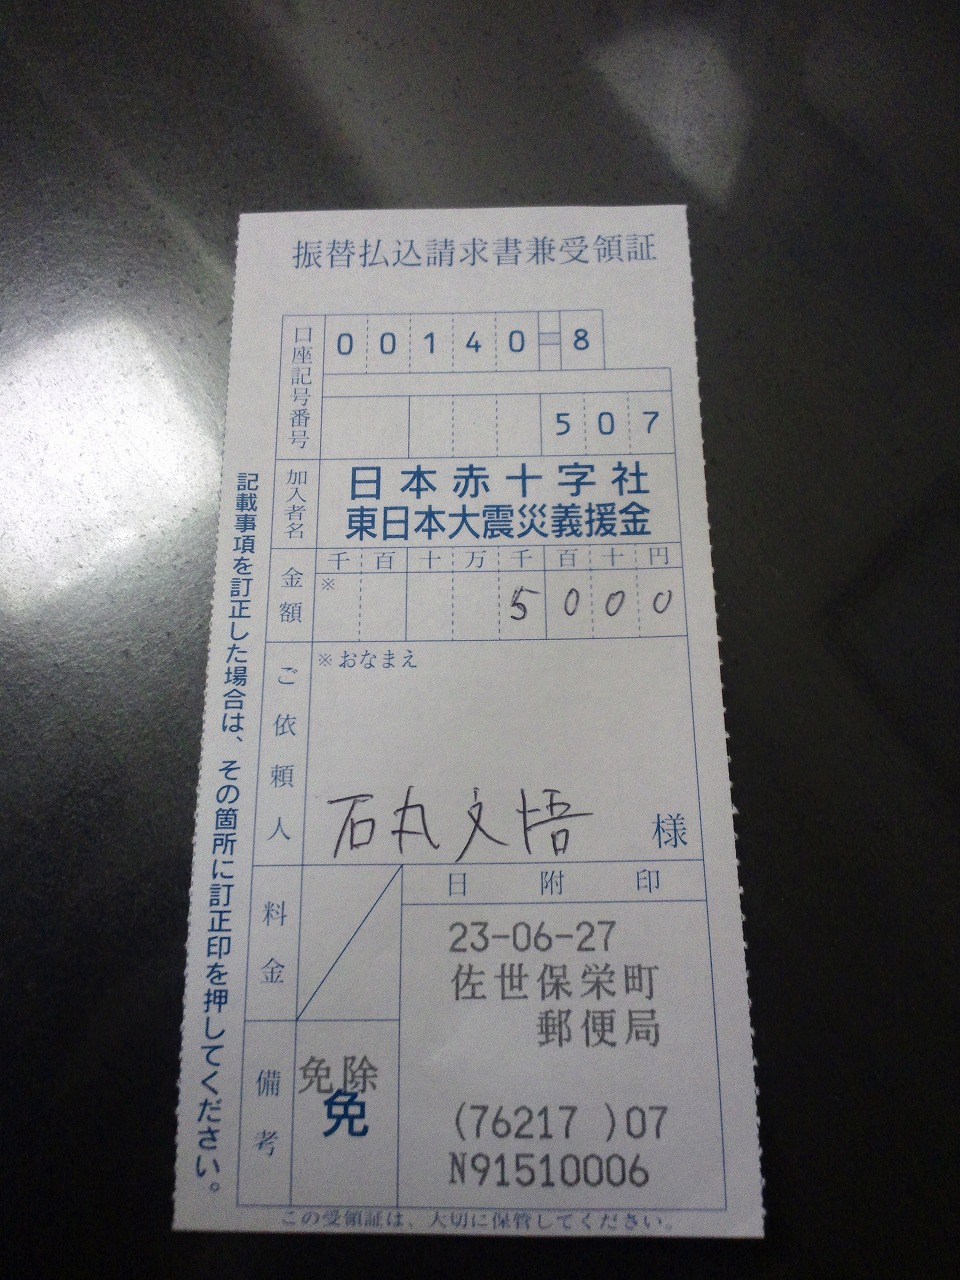 振替払込請求書兼受領証
口座記号番号
00140-8
507
加入者名
日本赤十字社
東日本大震災義援金
金額
千百十万千百十円
※
5000
ご依頼人
※おなまえ
石丸文悟
様
料金
日附印
23-06-27
佐世保栄町
郵便局
(76217 )07
N91510006
備考
免除
免
この受領証は、大切に保管してください。
記載事項を訂正した場合は、その箇所に訂正印を押してください。